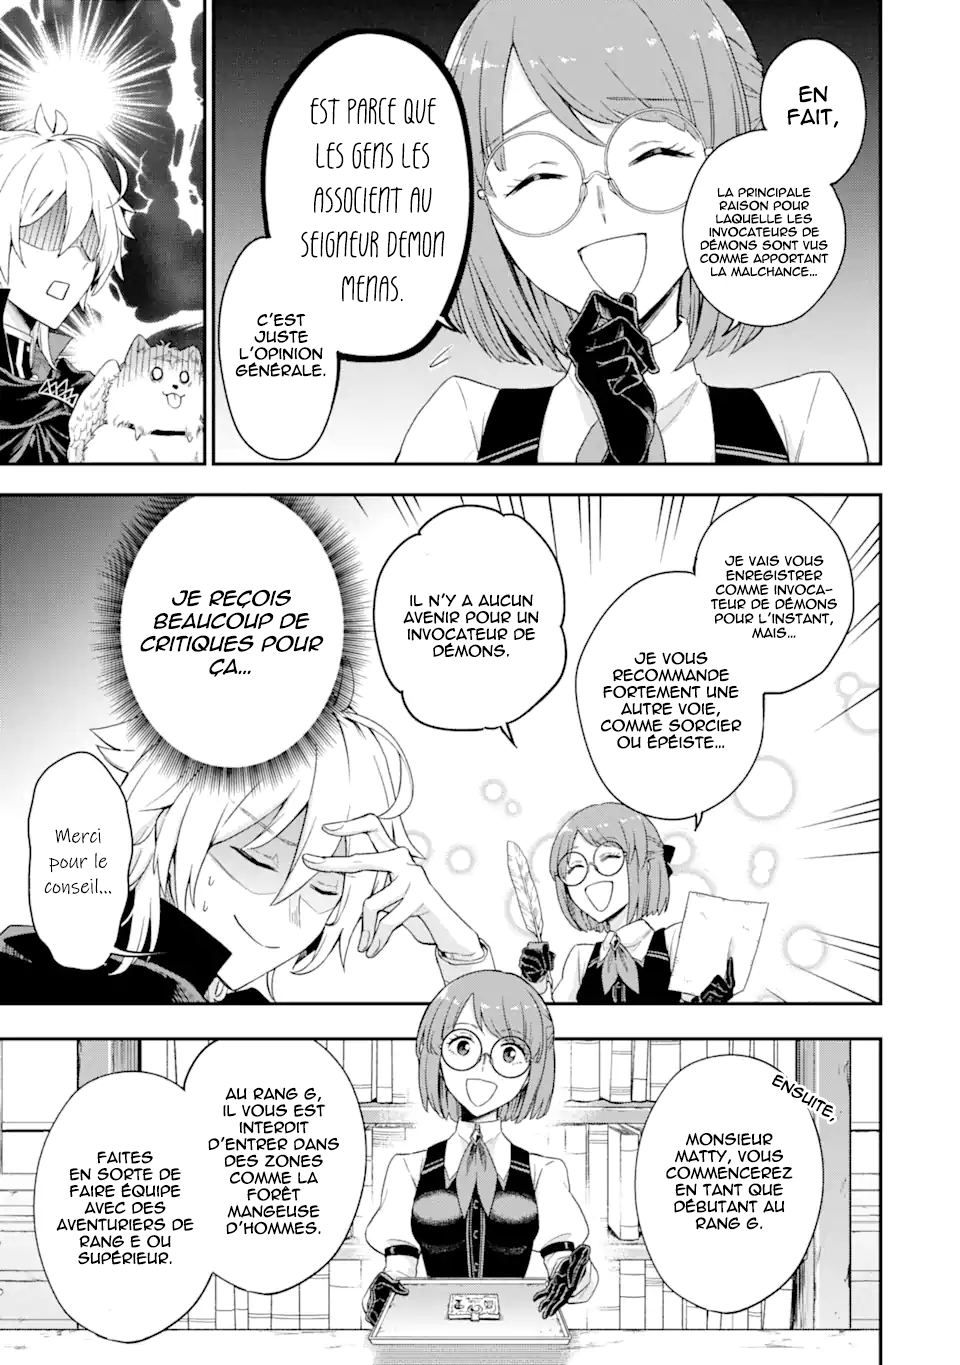 EN
FAIT,
LA PRINCIPALE
RAISON POUR
LAQUELLE LES
INVOCATEURS
DE DÉMONS SONT VUS
COMME APPORTANT
LA MALCHANCE...
EST PARCE QUE
LES GENS LES
ASSOCIENT AU
SEIGNEUR DEMON
MENAS.
C'EST
JUSTE
L'OPINION
GÉNÉRALE.
JE VAIS VOUS
ENREGISTRER
COMME INVOCA-
TEUR DE DÉMONS
POUR L'INSTANT,
MAIS...
JE VOUS
RECOMMANDE
FORTEMENT UNE
AUTRE VOIE,
COMME SORCIER
OU ÉPÉISTE...
IL N'Y A AUCUN
AVENIR POUR UN
INVOCATEUR DE
DÉMONS.
JE REÇOIS
BEAUCOUP DE
CRITIQUES POUR
ÇA...
Merci
pour le
conseil...
ENSUITE,
MONSIEUR
MATTY, VOUS
COMMENCEREZ
EN TANT QUE
DÉBUTANT AU
RANG G.
AU RANG G,
IL VOUS EST
INTERDIT
D'ENTRER DANS
DES ZONES
COMME LA
FORÊT
MANGEUSE
D'HOMMES.
FAITES
EN SORTE DE
FAIRE ÉQUIPE
AVEC DES
AVENTURIERS DE
RANG E OU
SUPÉRIEUR.